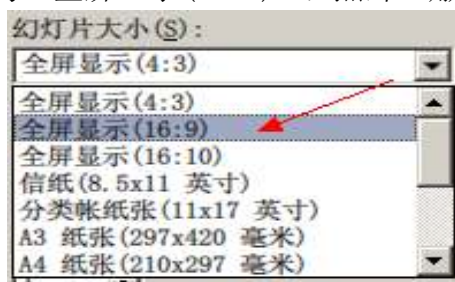 幻灯片大小(S):
全屏显示(4:3)
全屏显示(4:3)
全屏显示(16:9)
全屏显示(16:10)
信纸(8.5x11 英寸)
分类帐纸张(11x17 英寸)
A3 纸张(297x420 毫米)
A4 纸张(210x297 毫米)